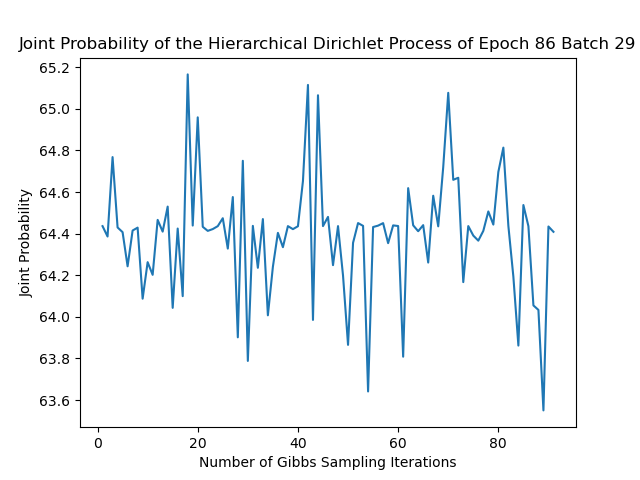 Joint Probability of the Hierarchical Dirichlet Process of Epoch 86 Batch 29
65.2
65.0
64.8
64.6
64.4
64.2
64.0
63.8
63.6
Joint Probability
0 20 40 60 80
Number of Gibbs Sampling Iterations